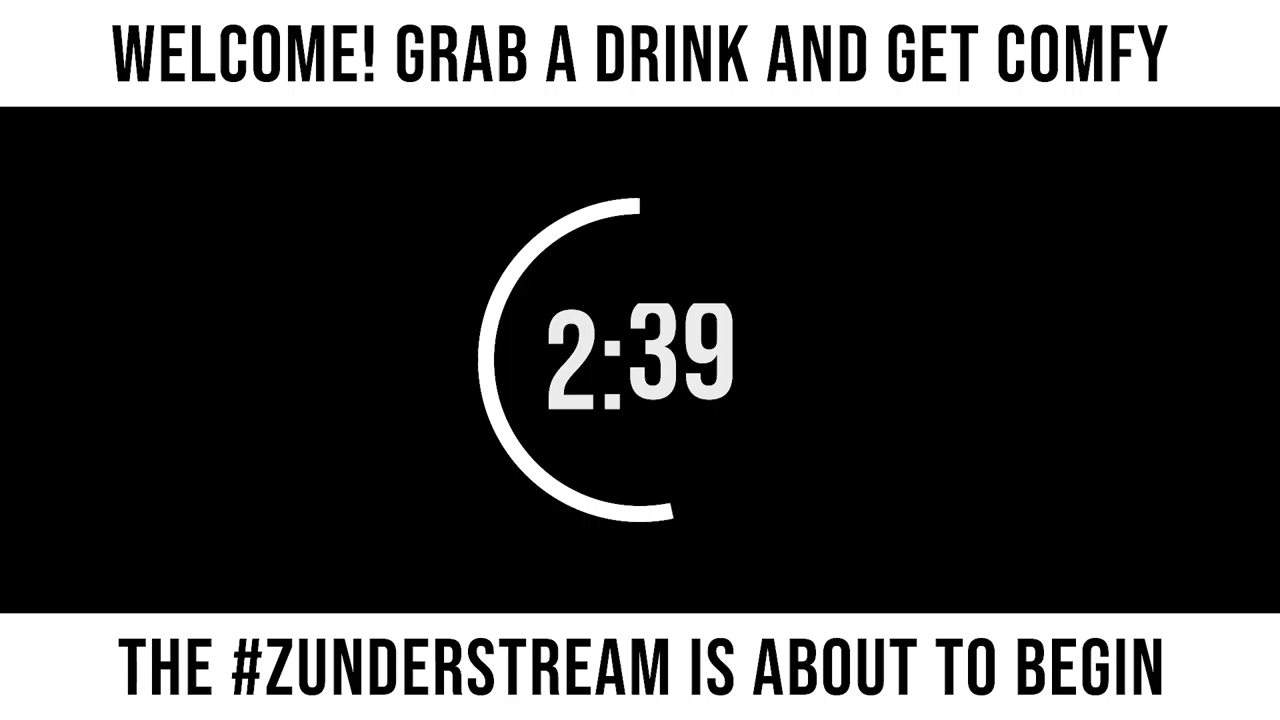 WELCOME! GRAB A DRINK AND GET COMFY
2:39
THE #ZUNDERSTREAM IS ABOUT TO BEGIN